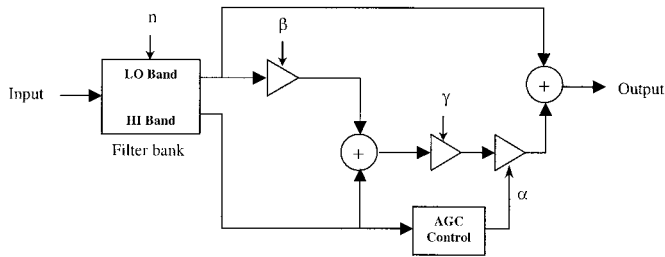 n
β
LO Band
Input
HI Band
Filter bank
+
γ
+
Output
α
AGC
Control